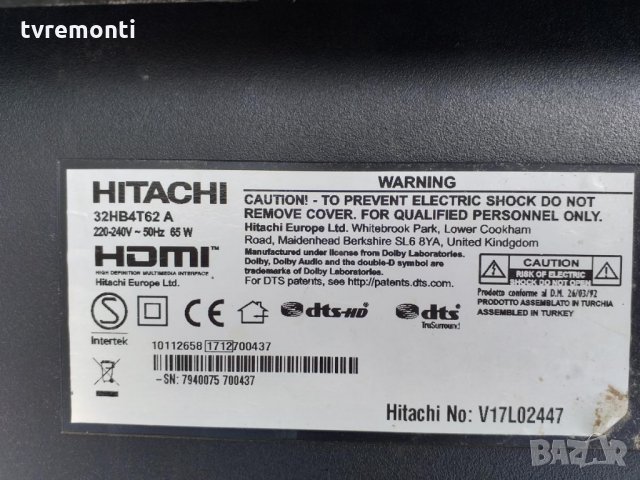 tvremonti
HITACHI
32HB4T62 A
220-240V ~ 50Hz 65 W
HDMI™
HIGH DEFINITION MULTIMEDIA INTERFACE
Hitachi Europe Ltd.
WARNING
CAUTION! - TO PREVENT ELECTRIC SHOCK DO NOT
REMOVE COVER. FOR QUALIFIED PERSONNEL ONLY.
Hitachi Europe Ltd. Whitebrook Park, Lower Cookham
Road, Maidenhead Berkshire SL6 8YA, United Kindgdom
Manufactured under license from Dolby Laboratories.
Dolby, Dolby Audio and the double-D symbol are
trademarks of Dolby Laboratories.
For DTS patents, see http://patents.dts.com.
CAUTION
RISK OF ELECTRIC
SHOCK DO NOT OPEN
Prodotto conforme al D.M. 26/03/92
PRODOTTO ASSEMBLATO IN TURCHIA
ASSEMBLED IN TURKEY
S
Intertek
CE
dts-HD
dts
TruSurround
10112658 1712 700437
-SN: 7940075 700437
Hitachi No: V17L02447
BAZAR